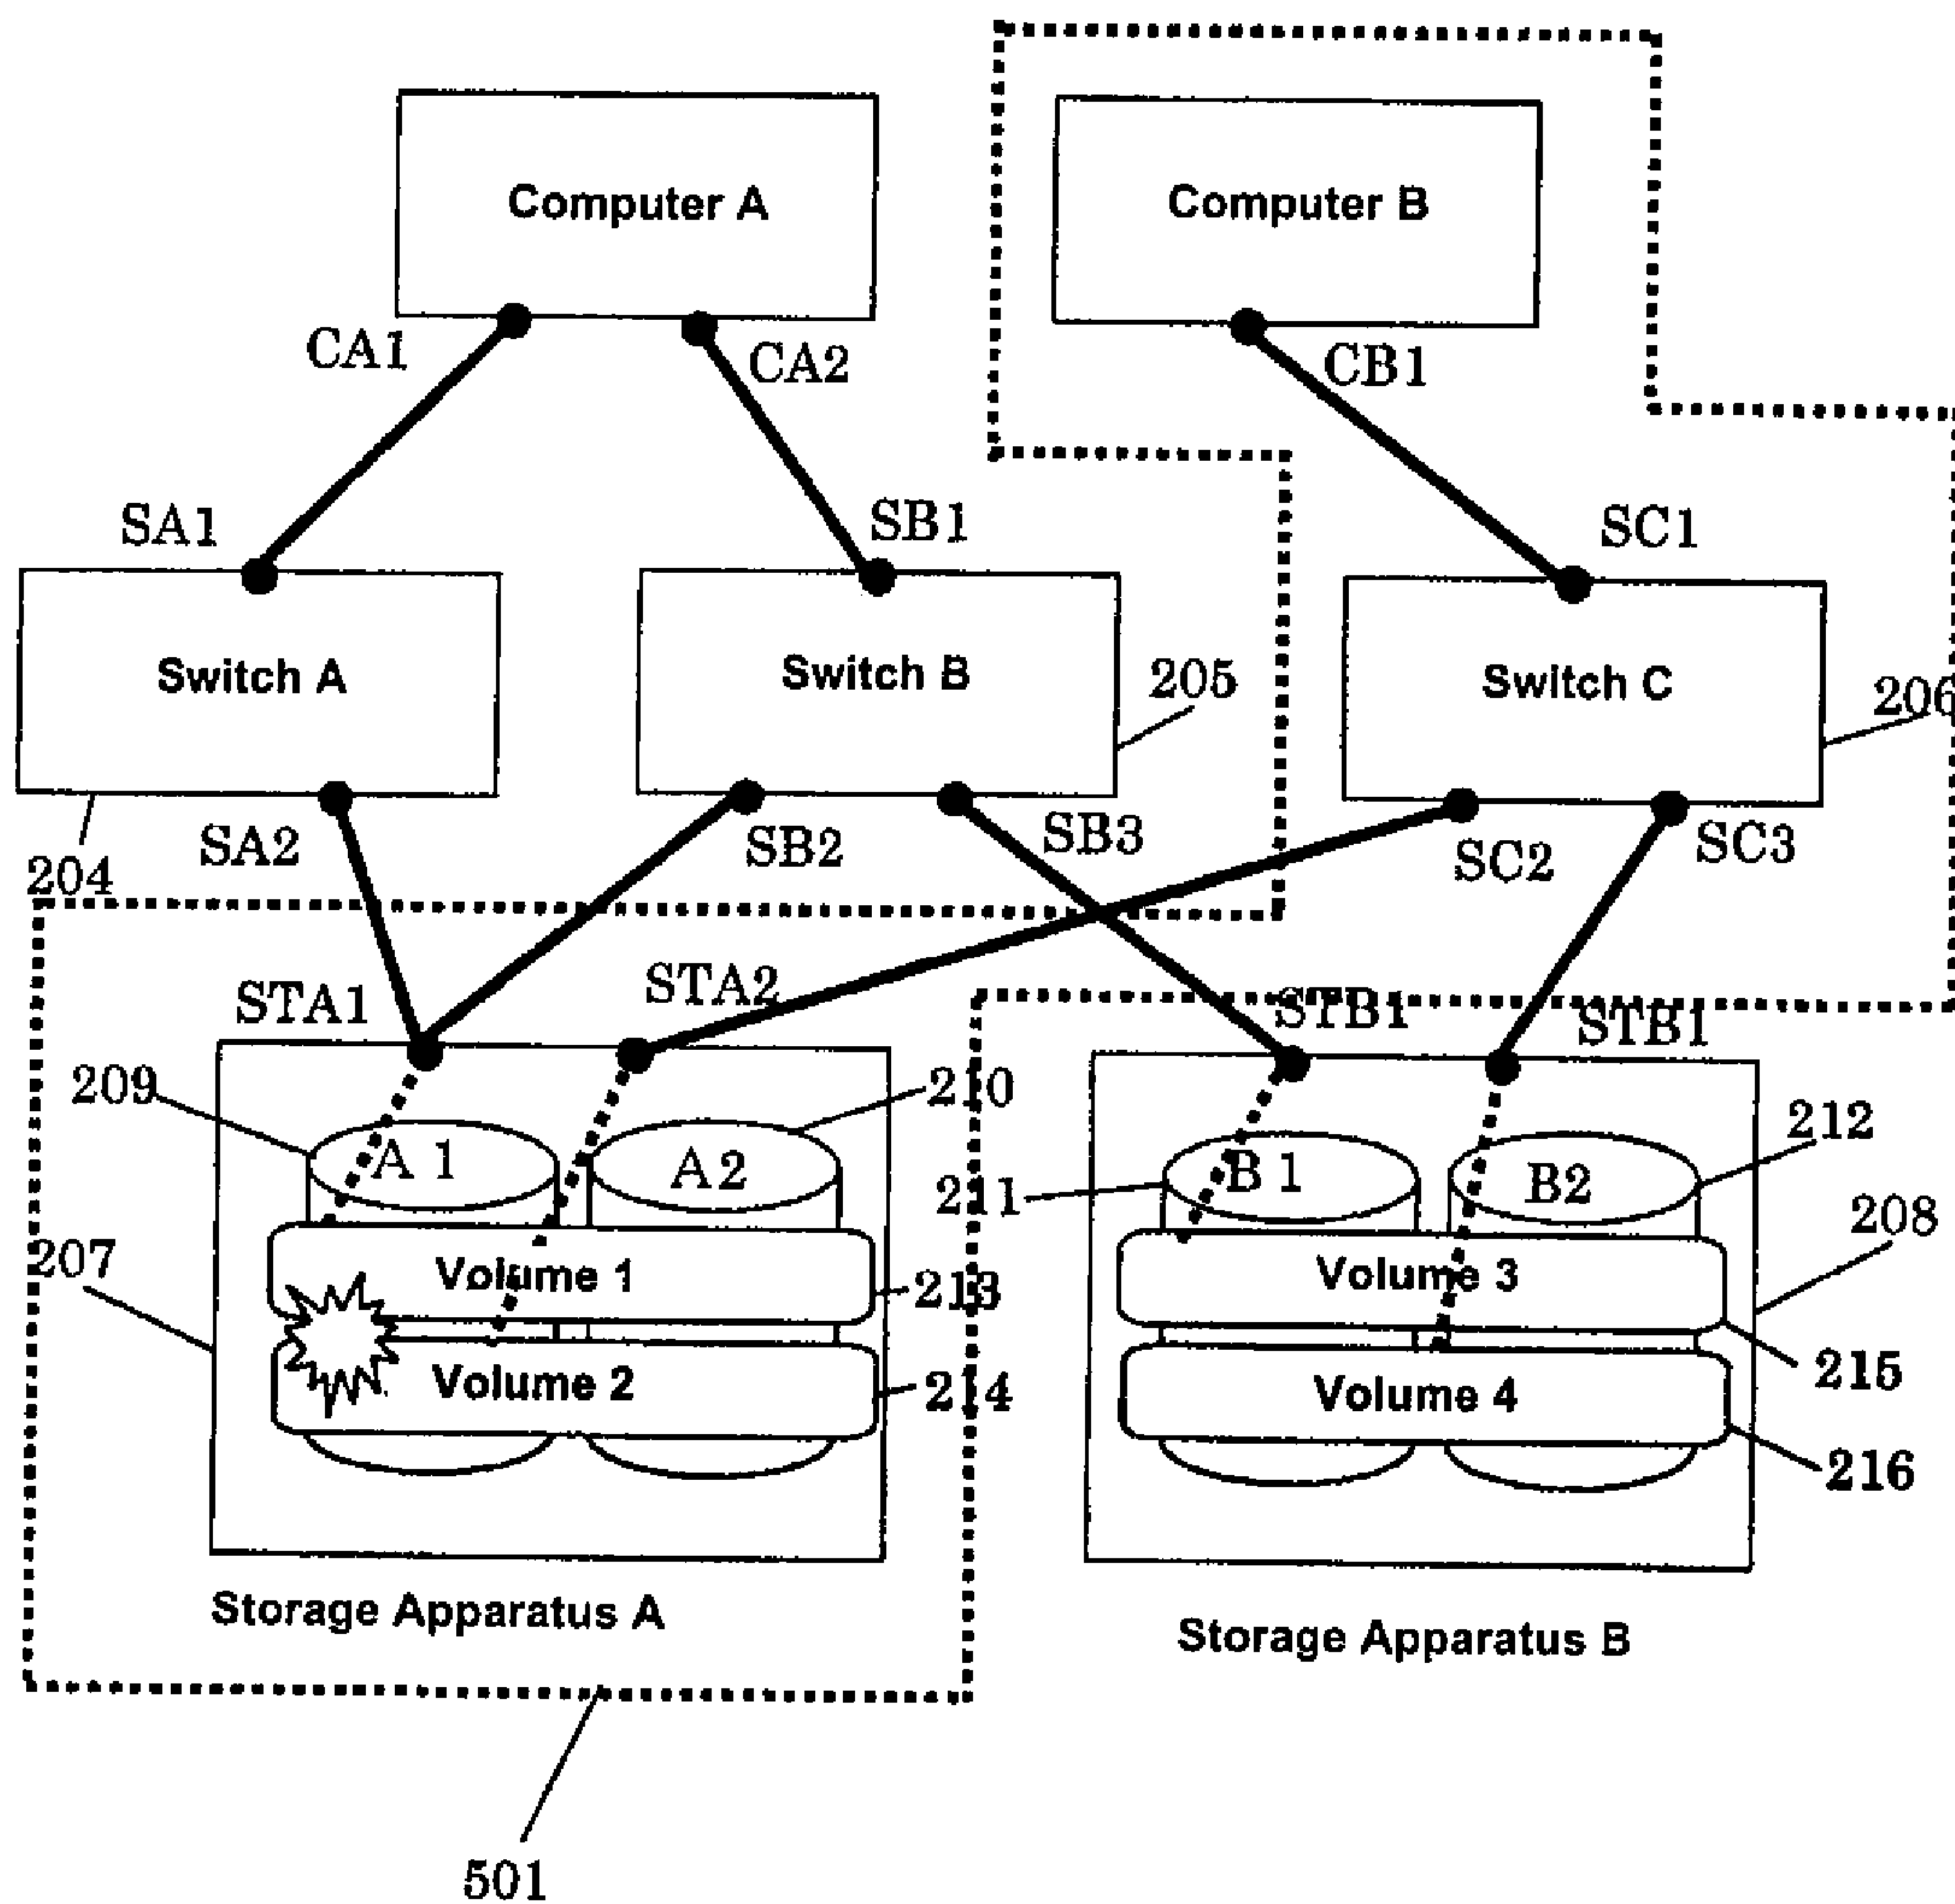 Computer A
Computer B
CA1
CA2
CB1
SA1
SB1
SC1
Switch A
Switch B
205
Switch C
206
204
SA2
SB2
SB3
SC2
SC3
STA1
STA2
STB1
STB1
209
A 1
A2
210
211
B 1
B2
212
207
Volume 1
213
Volume 3
208
Volume 2
214
Volume 4
215
216
Storage Apparatus A
Storage Apparatus B
501